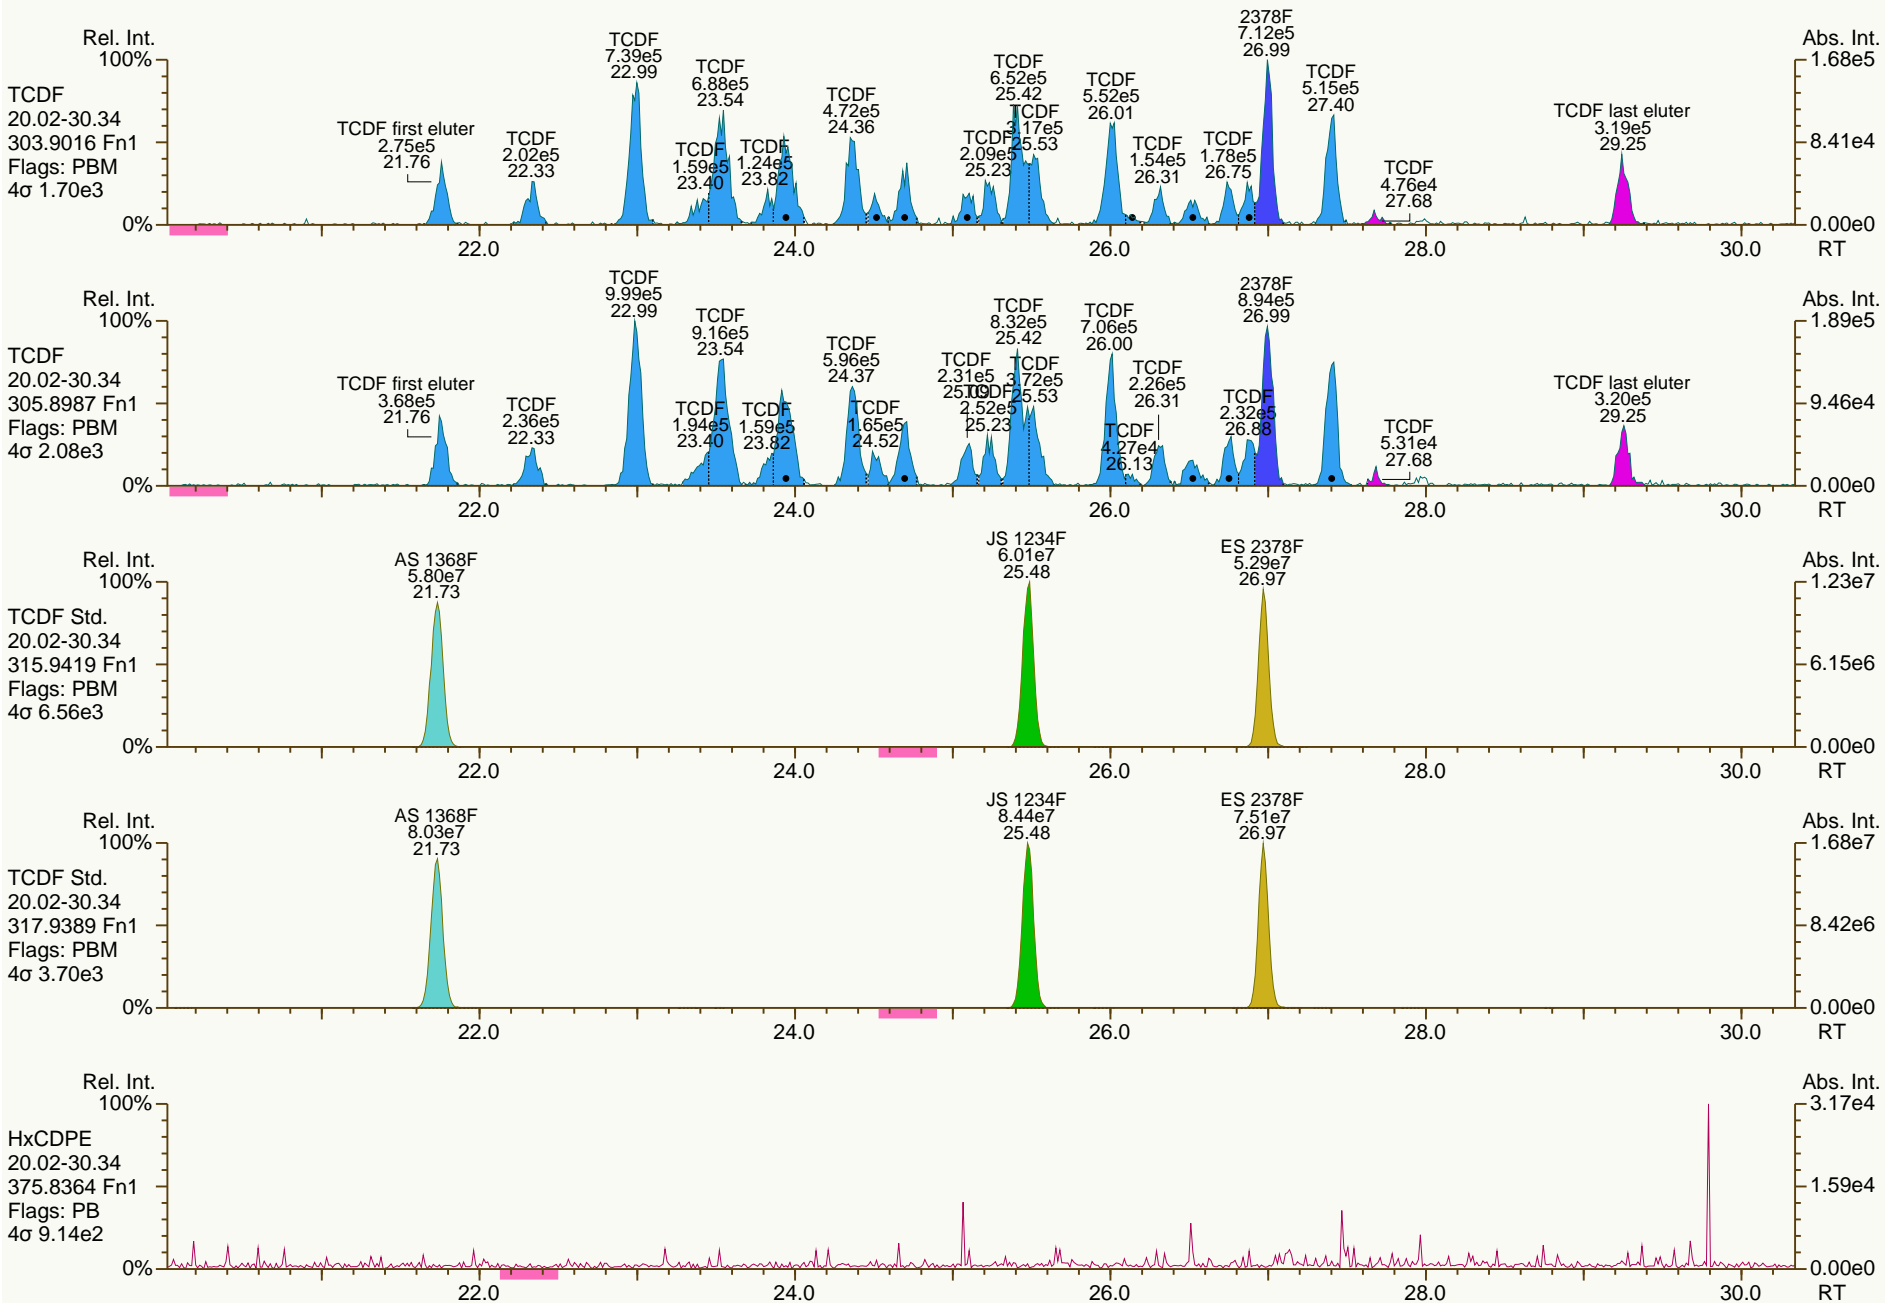 Rel. Int.
100%
0%
TCDF
20.02-30.34
303.9016 Fn1
Flags: PBM
4σ 1.70e3
TCDF first eluter
2.75e5
21.76
TCDF
2.02e5
22.33
TCDF
7.39e5
22.99
TCDF
1.59e5
23.40
TCDF
6.88e5
23.54
TCDF
1.24e5
23.82
TCDF
4.72e5
24.36
TCDF
2.09e5
25.23
TCDF
6.52e5
25.42
TCDF
3.17e5
25.53
TCDF
5.52e5
26.01
TCDF
1.54e5
26.31
TCDF
1.78e5
26.75
2378F
7.12e5
26.99
TCDF
5.15e5
27.40
TCDF
4.76e4
27.68
TCDF last eluter
3.19e5
29.25
Abs. Int.
1.68e5
8.41e4
0.00e0
22.0 24.0 26.0 28.0 30.0 RT
Rel. Int.
100%
0%
TCDF
20.02-30.34
305.8987 Fn1
Flags: PBM
4σ 2.08e3
TCDF first eluter
3.68e5
21.76
TCDF
2.36e5
22.33
TCDF
9.99e5
22.99
TCDF
1.94e5
23.40
TCDF
9.16e5
23.54
TCDF
1.59e5
23.82
TCDF
5.96e5
24.37
TCDF
1.65e5
24.52
TCDF
2.31e5
25.09
TCDF
2.52e5
25.23
TCDF
8.32e5
25.42
TCDF
3.72e5
25.53
TCDF
7.06e5
26.00
TCDF
4.27e4
26.13
TCDF
2.26e5
26.31
TCDF
2.32e5
26.88
2378F
8.94e5
26.99
TCDF
5.31e4
27.68
TCDF last eluter
3.20e5
29.25
Abs. Int.
1.89e5
9.46e4
0.00e0
22.0 24.0 26.0 28.0 30.0 RT
Rel. Int.
100%
0%
TCDF Std.
20.02-30.34
315.9419 Fn1
Flags: PBM
4σ 6.56e3
AS 1368F
5.80e7
21.73
JS 1234F
6.01e7
25.48
ES 2378F
5.29e7
26.97
Abs. Int.
1.23e7
6.15e6
0.00e0
22.0 24.0 26.0 28.0 30.0 RT
Rel. Int.
100%
0%
TCDF Std.
20.02-30.34
317.9389 Fn1
Flags: PBM
4σ 3.70e3
AS 1368F
8.03e7
21.73
JS 1234F
8.44e7
25.48
ES 2378F
7.51e7
26.97
Abs. Int.
1.68e7
8.42e6
0.00e0
22.0 24.0 26.0 28.0 30.0 RT
Rel. Int.
100%
0%
HxCDPE
20.02-30.34
375.8364 Fn1
Flags: PB
4σ 9.14e2
Abs. Int.
3.17e4
1.59e4
0.00e0
22.0 24.0 26.0 28.0 30.0 RT